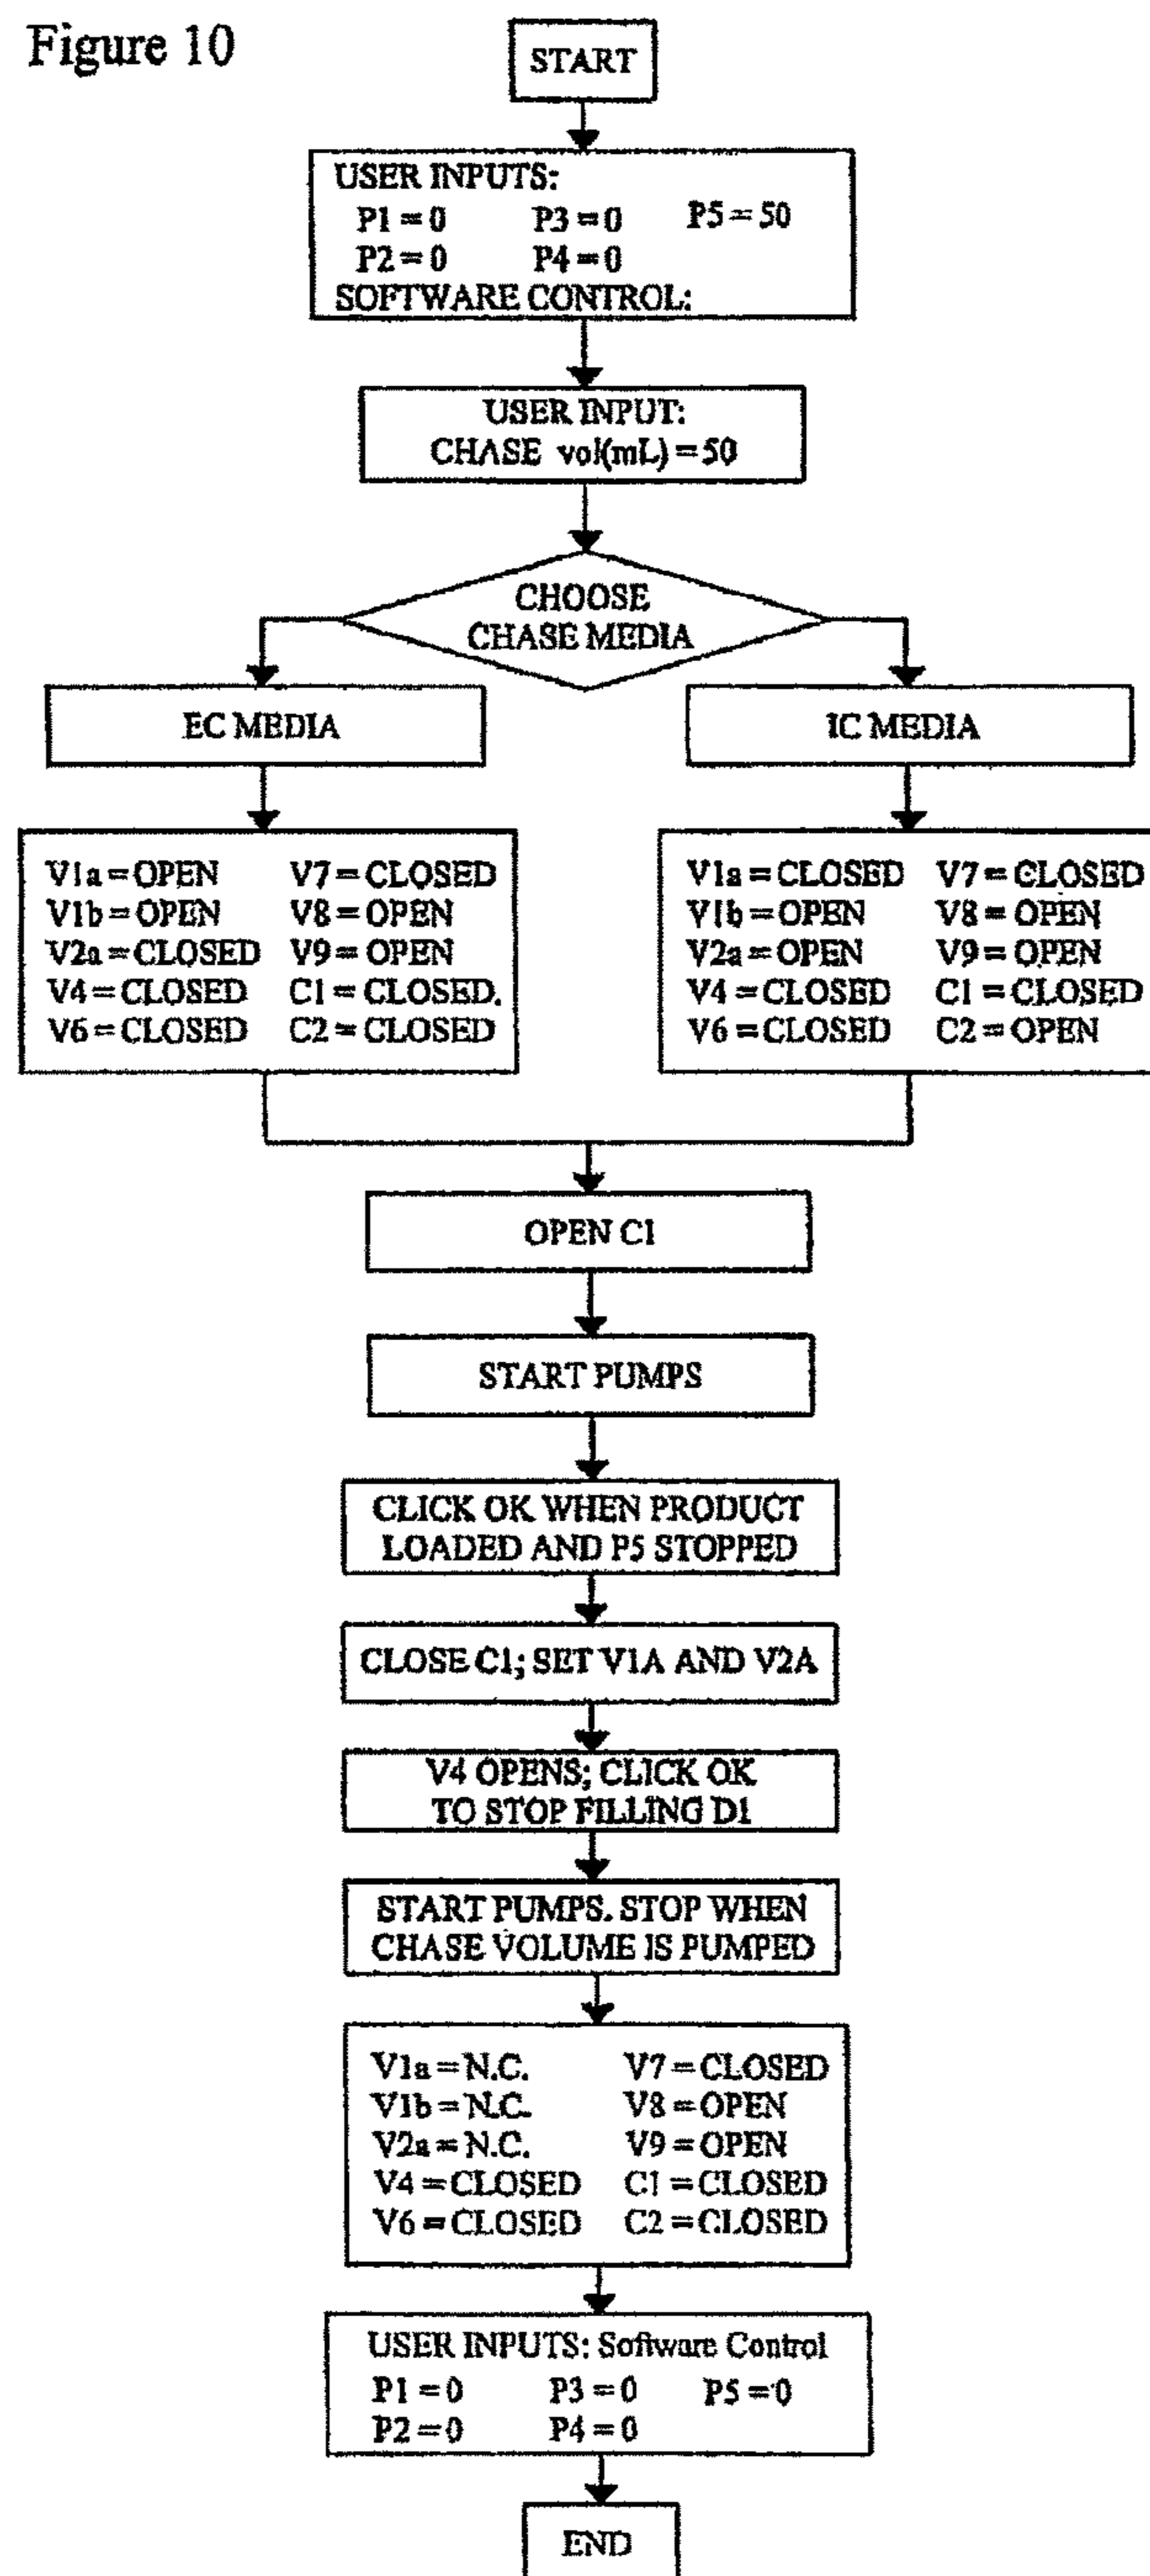 Figure 10
START
USER INPUTS:
P1 = 0 P3 = 0 P5 = 50
P2 = 0 P4 = 0
SOFTWARE CONTROL:
USER INPUT:
CHASE vol(mL) = 50
CHOOSE
CHASE MEDIA
EC MEDIA
V1a = OPEN V7 = CLOSED
V1b = OPEN V8 = OPEN
V2a = CLOSED V9 = OPEN
V4 = CLOSED C1 = CLOSED.
V6 = CLOSED C2 = CLOSED
IC MEDIA
V1a = CLOSED V7 = CLOSED
V1b = OPEN V8 = OPEN
V2a = OPEN V9 = OPEN
V4 = CLOSED C1 = CLOSED
V6 = CLOSED C2 = OPEN
OPEN C1
START PUMPS
CLICK OK WHEN PRODUCT
LOADED AND P5 STOPPED
CLOSE C1; SET V1A AND V2A
V4 OPENS; CLICK OK
TO STOP FILLING D1
START PUMPS. STOP WHEN
CHASE VOLUME IS PUMPED
V1a = N.C. V7 = CLOSED
V1b = N.C. V8 = OPEN
V2a = N.C. V9 = OPEN
V4 = CLOSED C1 = CLOSED
V6 = CLOSED C2 = CLOSED
USER INPUTS: Software Control
P1 = 0 P3 = 0 P5 = 0
P2 = 0 P4 = 0
END